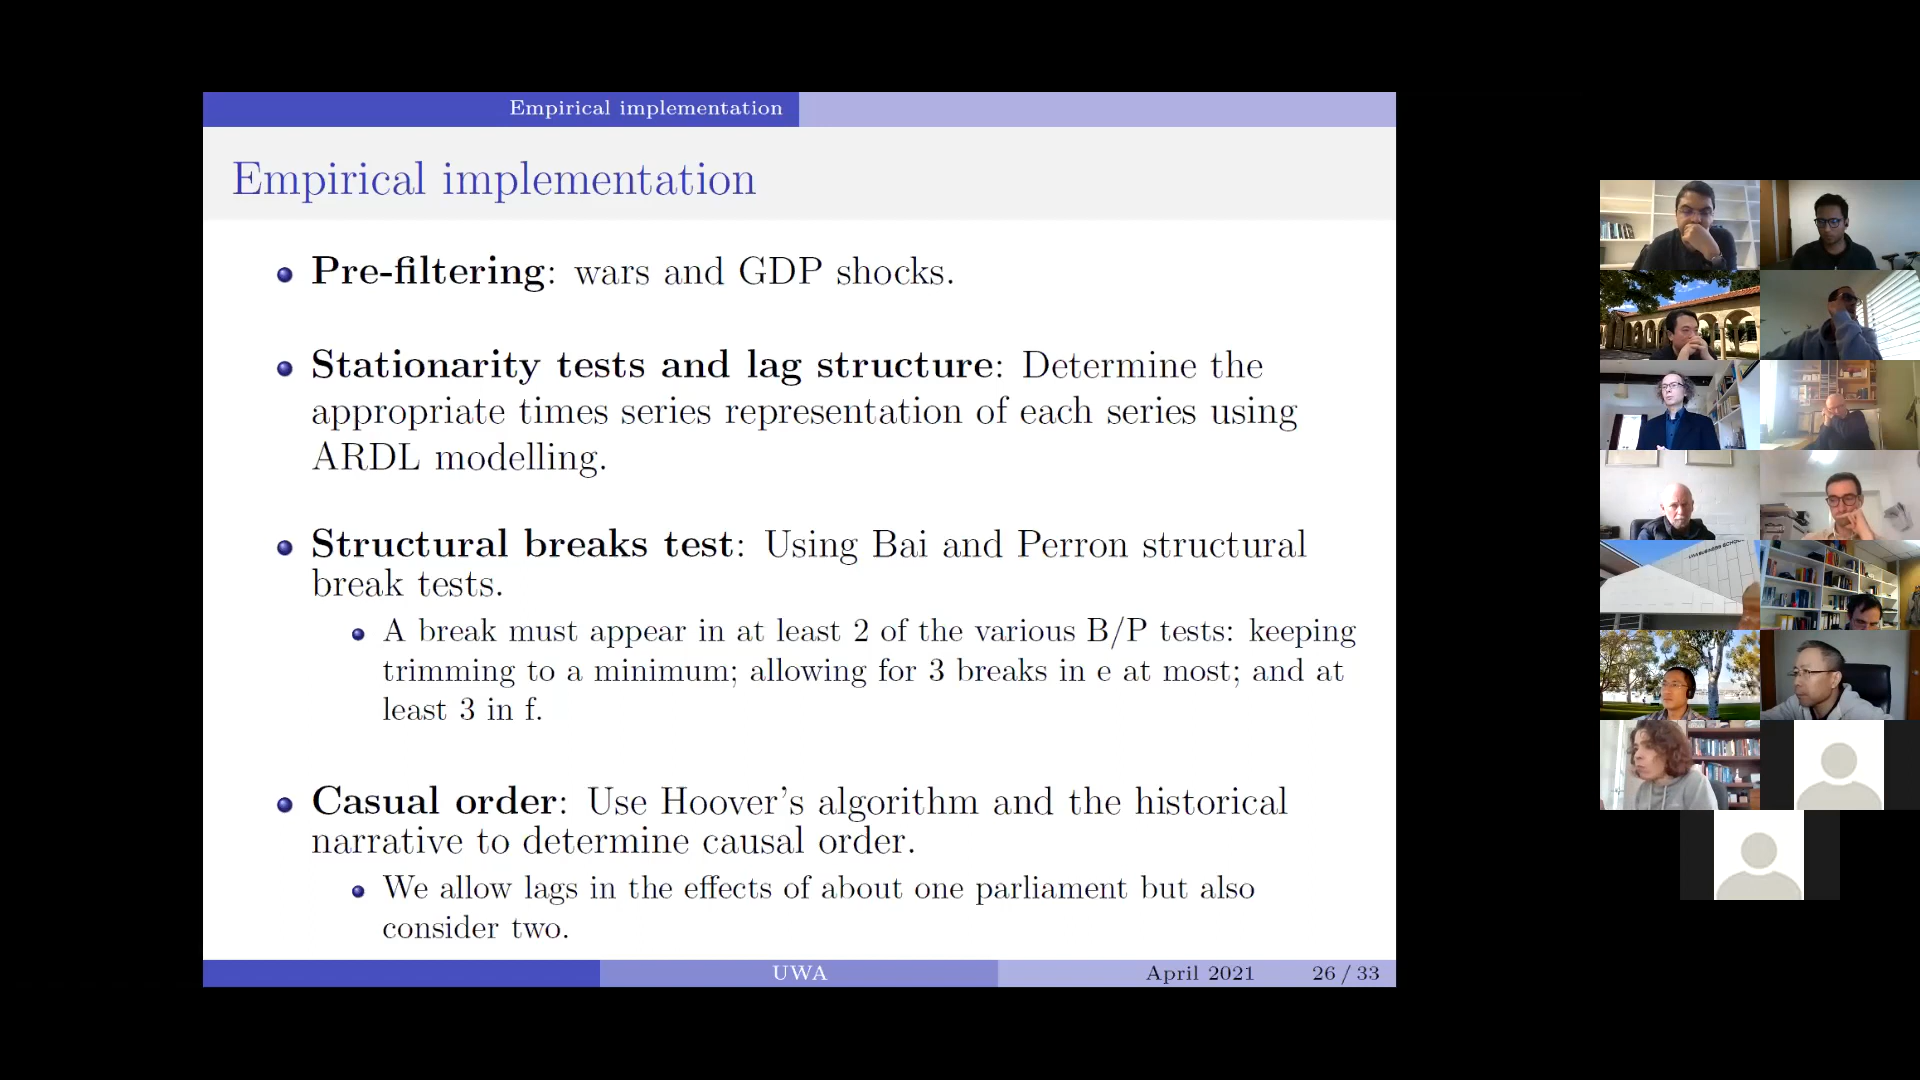 Empirical implementation
Empirical implementation
Pre-filtering: wars and GDP shocks.
Stationarity tests and lag structure: Determine the
appropriate times series representation of each series using
ARDL modelling.
Structural breaks test: Using Bai and Perron structural
break tests.
A break must appear in at least 2 of the various B/P tests: keeping
trimming to a minimum; allowing for 3 breaks in e at most; and at
least 3 in f.
Casual order: Use Hoover's algorithm and the historical
narrative to determine causal order.
We allow lags in the effects of about one parliament but also
consider two.
UWA April 2021 26 / 33